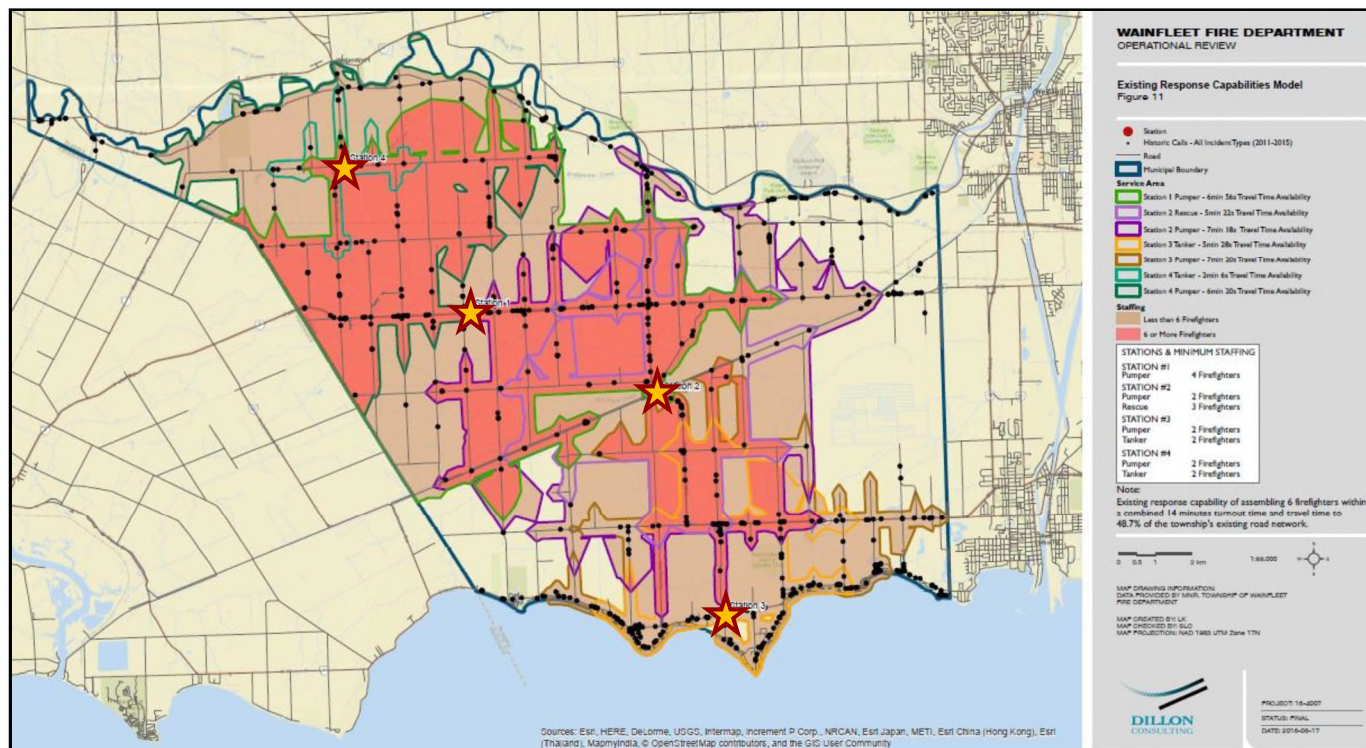 WAINFLEET FIRE DEPARTMENT
OPERATIONAL REVIEW
Existing Response Capabilities Model
Figure 11
Station
Historic Calls - All Incident Types (2011-2015)
Road
Municipal Boundary
Service Area
Station 1 Pumper - 6min 56s Travel Time Availability
Station 2 Rescue - 5min 22s Travel Time Availability
Station 2 Pumper - 7min 18s Travel Time Availability
Station 3 Tanker - 5min 28s Travel Time Availability
Station 3 Pumper - 7min 20s Travel Time Availability
Station 4 Tanker - 2min 6s Travel Time Availability
Station 4 Pumper - 6min 20s Travel Time Availability
Staffing
Less than 6 Firefighters
6 or More Firefighters
STATIONS & MINIMUM STAFFING
STATION #1
Pumper 4 Firefighters
STATION #2
Pumper 2 Firefighters
Rescue 3 Firefighters
STATION #3
Pumper 2 Firefighters
Tanker 2 Firefighters
STATION #4
Pumper 2 Firefighters
Tanker 2 Firefighters
Note:
Existing response capability of assembling 6 firefighters within
a combined 14 minutes turnout time and travel time to
48.7% of the township's existing road network.
0 0.5 1 2 km
MAP DRAWING INFORMATION:
DATA PROVIDED BY MNR, TOWNSHIP OF WAINFLEET
FIRE DEPARTMENT
MAP CREATED BY: LK
MAP CHECKED BY: SLC
MAP PROJECTION: NAD 1983 UTM Zone 17N
DILLON
CONSULTING
PROJECT: 16-4007
STATUS: FINAL
Station 4
Station 1
Station 2
Station 3
Sources: Esri, HERE, DeLorme, USGS, Intermap, increment P Corp., NRCAN, Esri Japan, METI, Esri China (Hong Kong), Esri
(Thailand), MapmyIndia, © OpenStreetMap contributors, and the GIS User Community